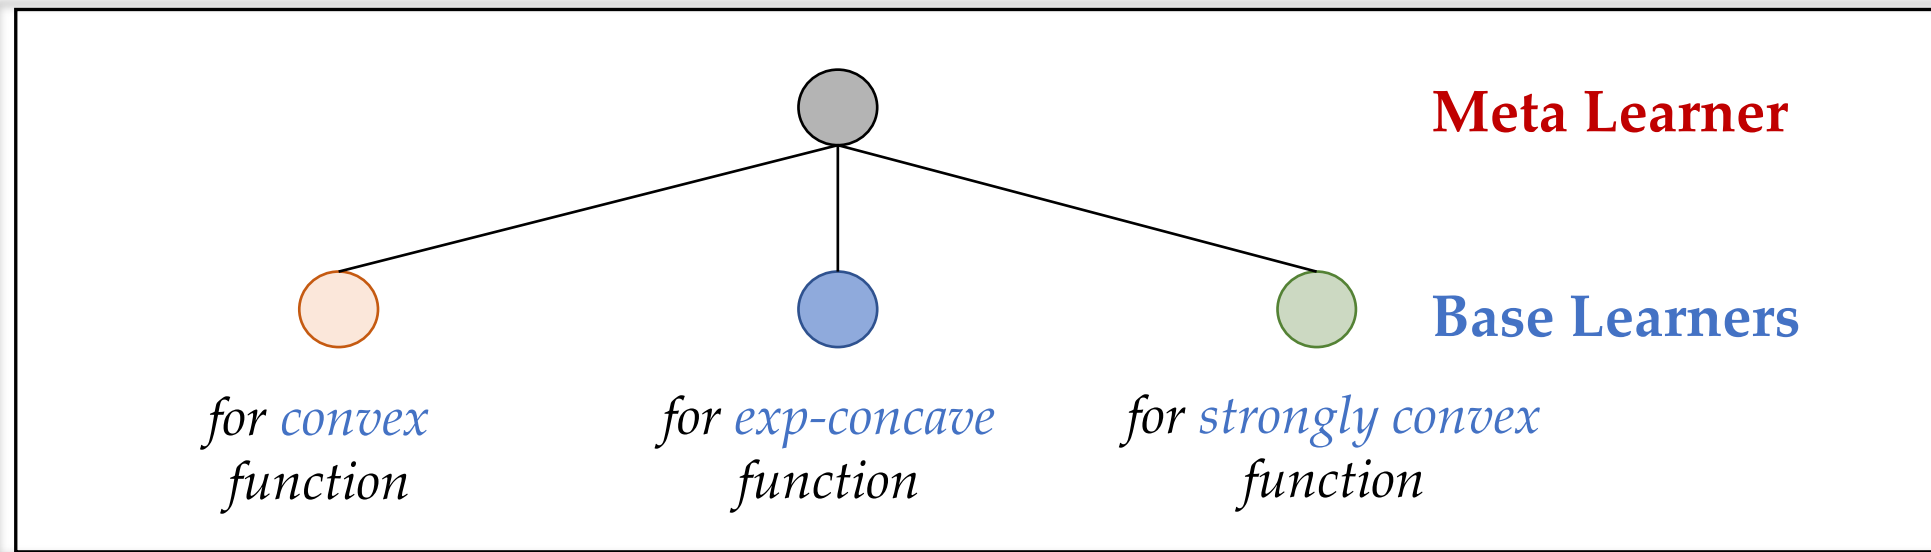 Meta Learner
Base Learners
for convex
function
for exp-concave
function
for strongly convex
function